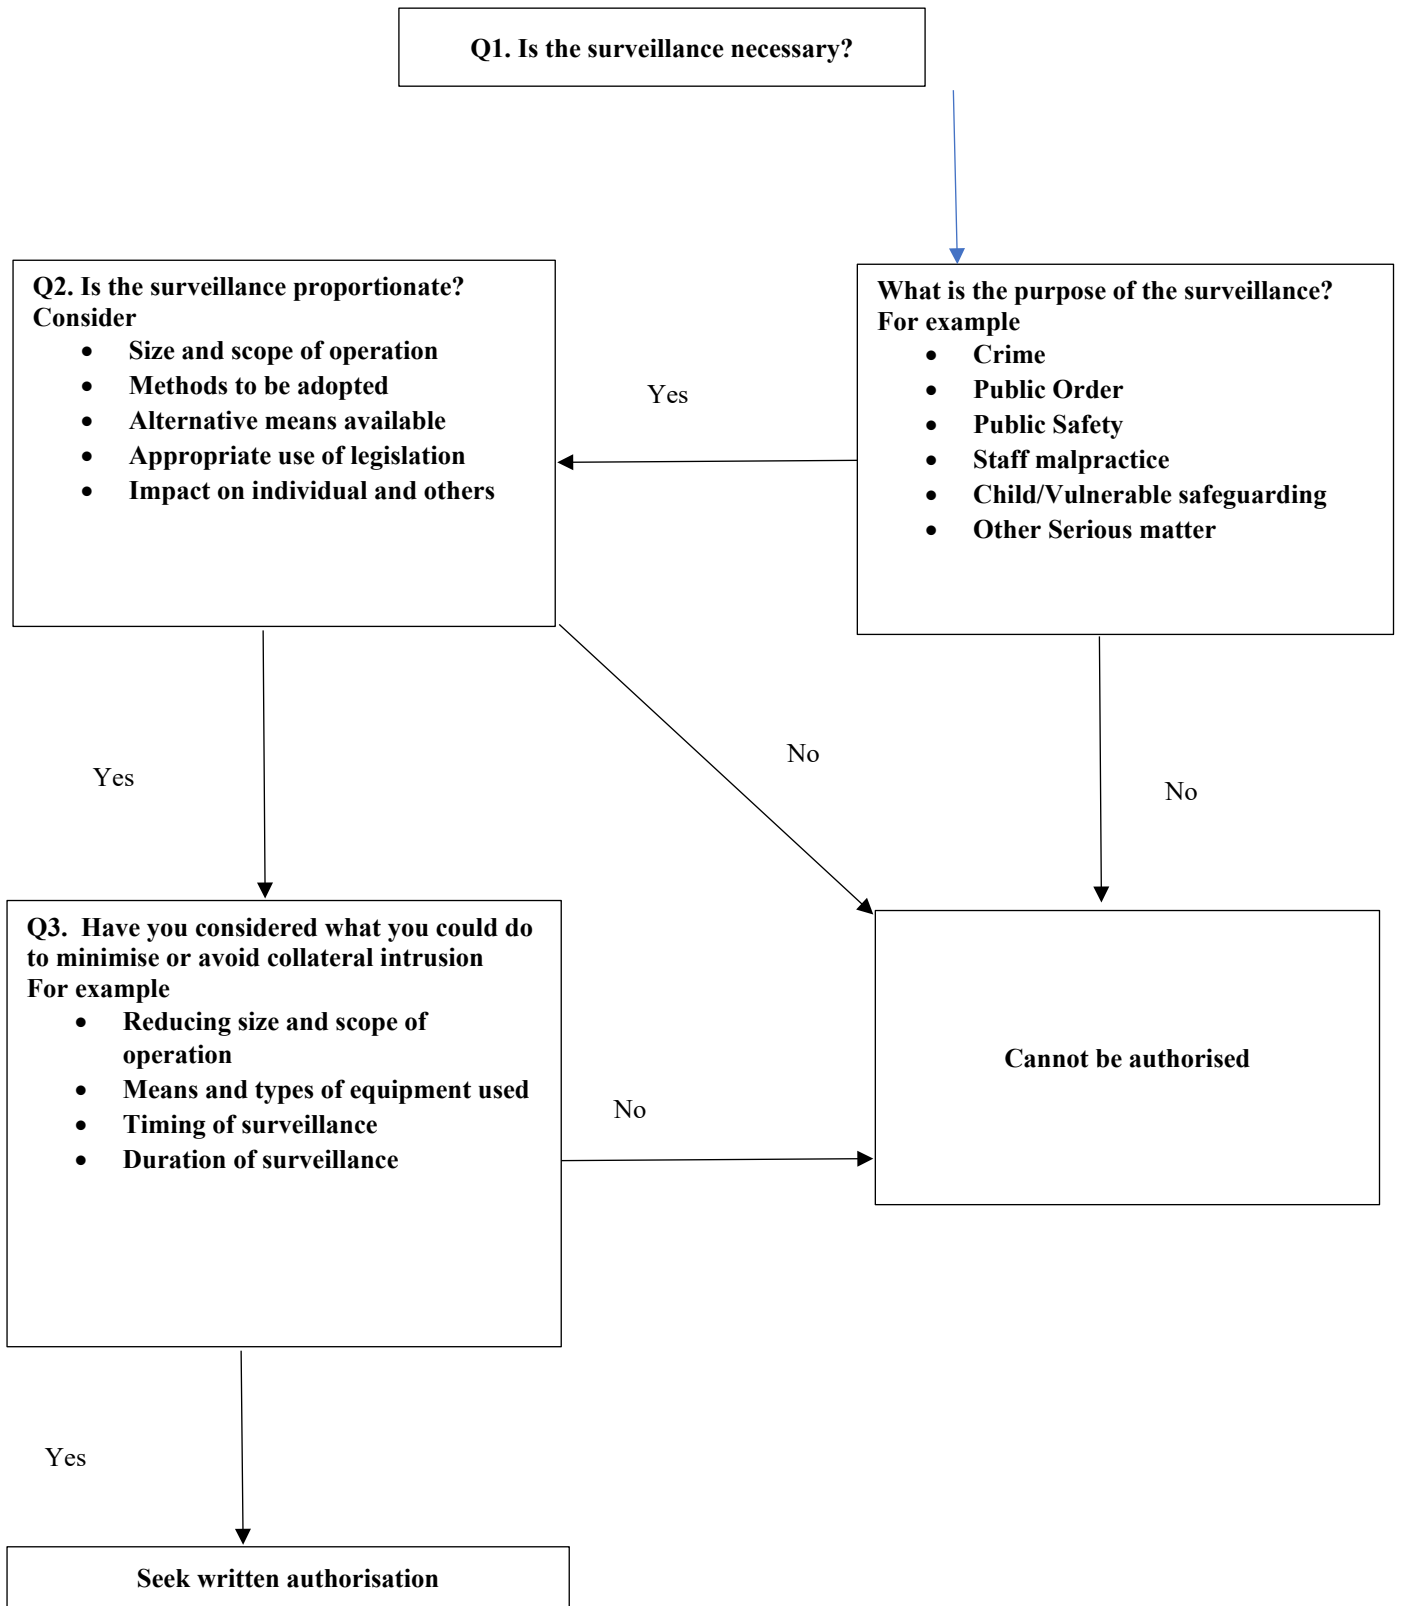 Q1. Is the surveillance necessary?
What is the purpose of the surveillance?
For example
• Crime
• Public Order
• Public Safety
• Staff malpractice
• Child/Vulnerable safeguarding
• Other Serious matter
Yes
Q2. Is the surveillance proportionate?
Consider
• Size and scope of operation
• Methods to be adopted
• Alternative means available
• Appropriate use of legislation
• Impact on individual and others
No
Yes
No
Q3. Have you considered what you could do
to minimise or avoid collateral intrusion
For example
• Reducing size and scope of
operation
• Means and types of equipment used
• Timing of surveillance
• Duration of surveillance
No
Cannot be authorised
Yes
Seek written authorisation